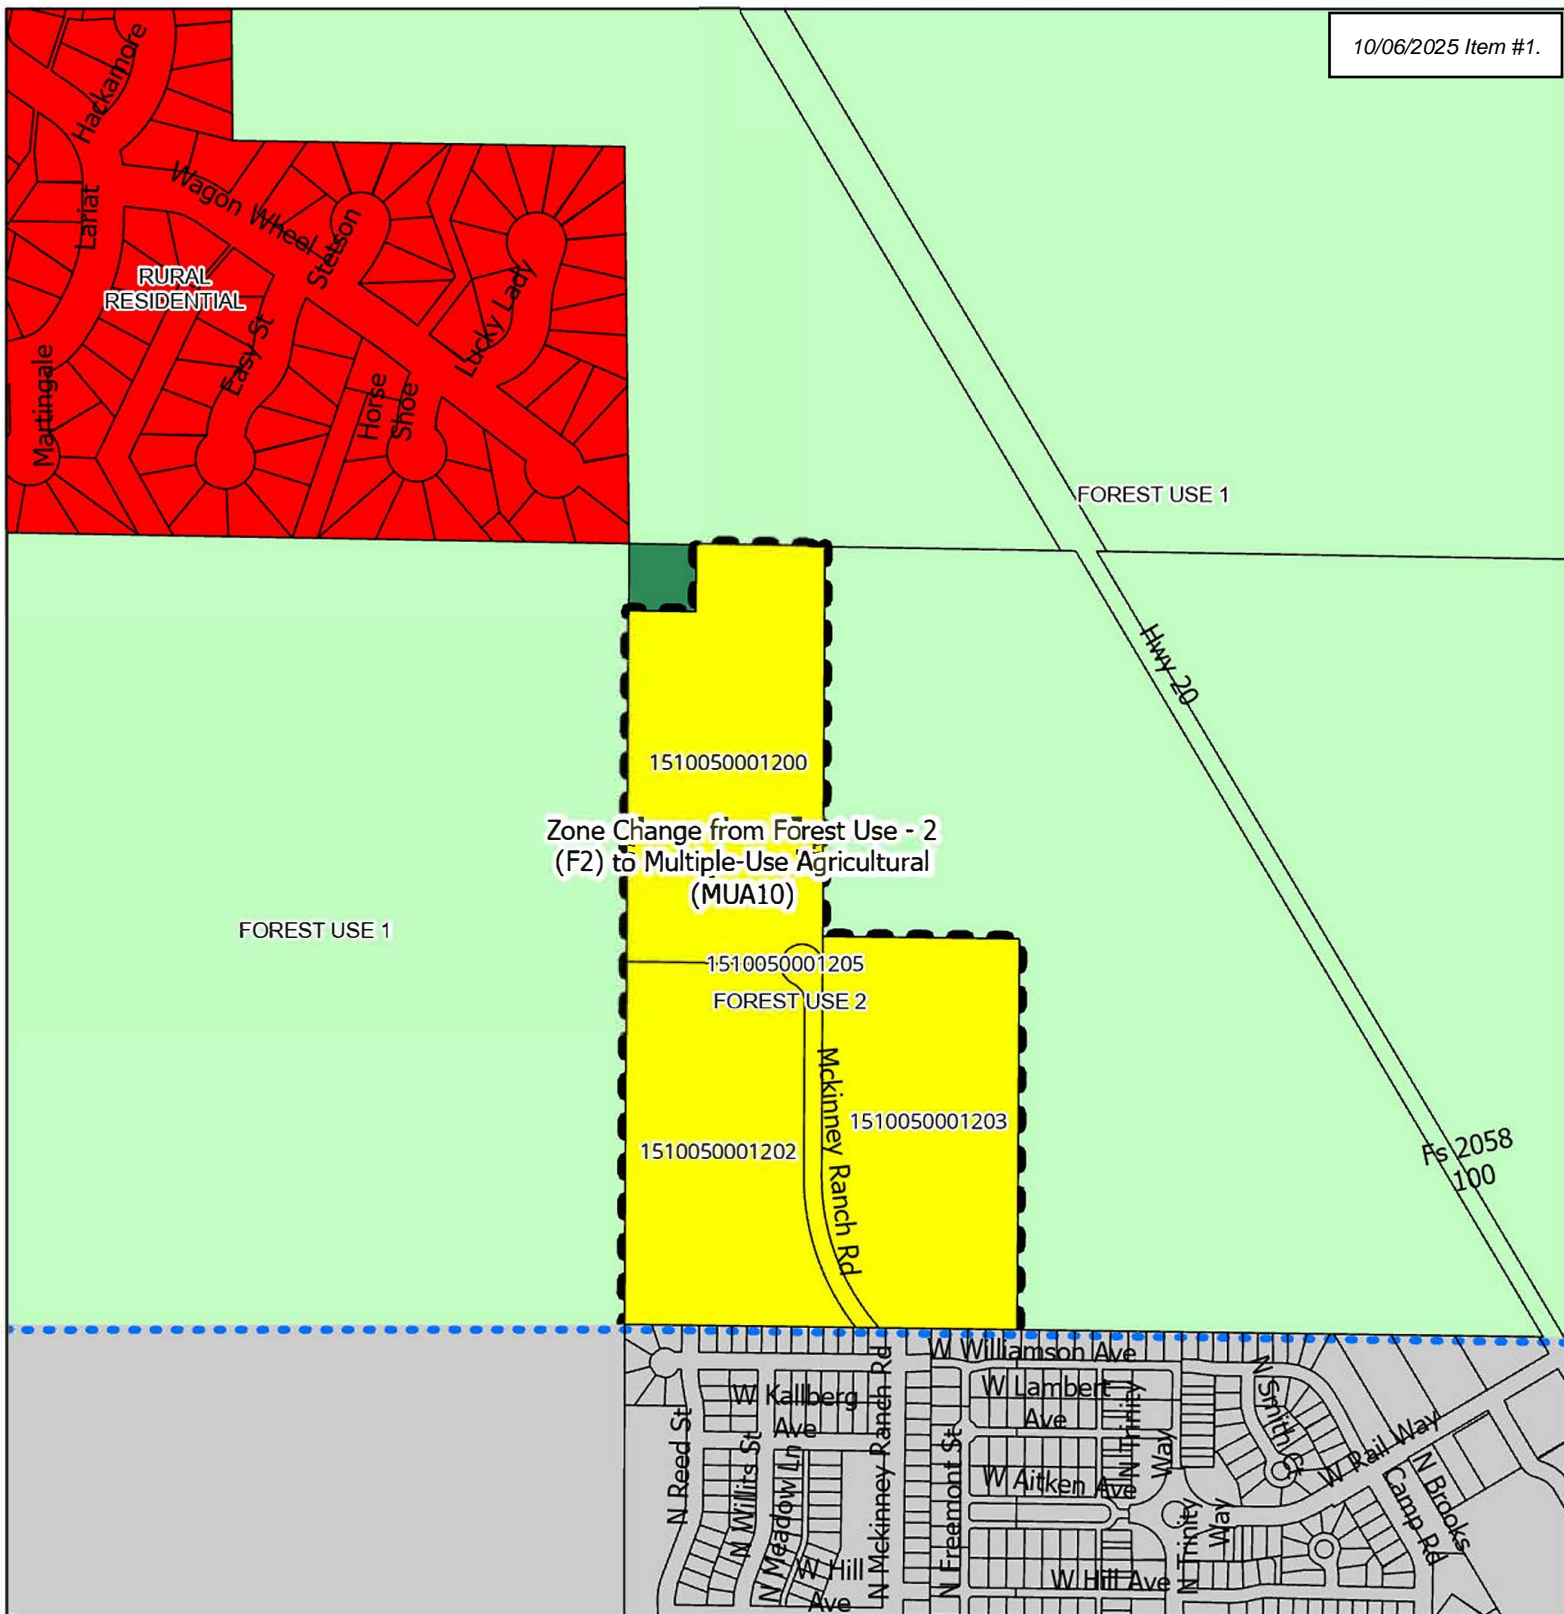 10/06/2025 Item #1.
Hackamore
Wagon Wheel
Lariat
Stetson
RURAL
RESIDENTIAL
Lucky Lady
Easy St
Martingale
Horse
Shoe
FOREST USE 1
Hwy 20
1510050001200
Zone Change from Forest Use - 2
(F2) to Multiple-Use Agricultural
(MUA10)
FOREST USE 1
1510050001205
FOREST USE 2
Mckinney Ranch Rd
1510050001203
1510050001202
Fs 2058
100
W Williamson Ave
W Kallberg
Ave
W Lambert
Ave
N Trinity
Way
N Smith Ct
N Reed St
N Willits St
N Meadow Ln
N Mckinney Ranch Rd
N Freemont St
W Aitken Ave
W Rail Way
N Brooks
Camp Rd
N Trinity
Way
W Hill
Ave
W Hill Ave